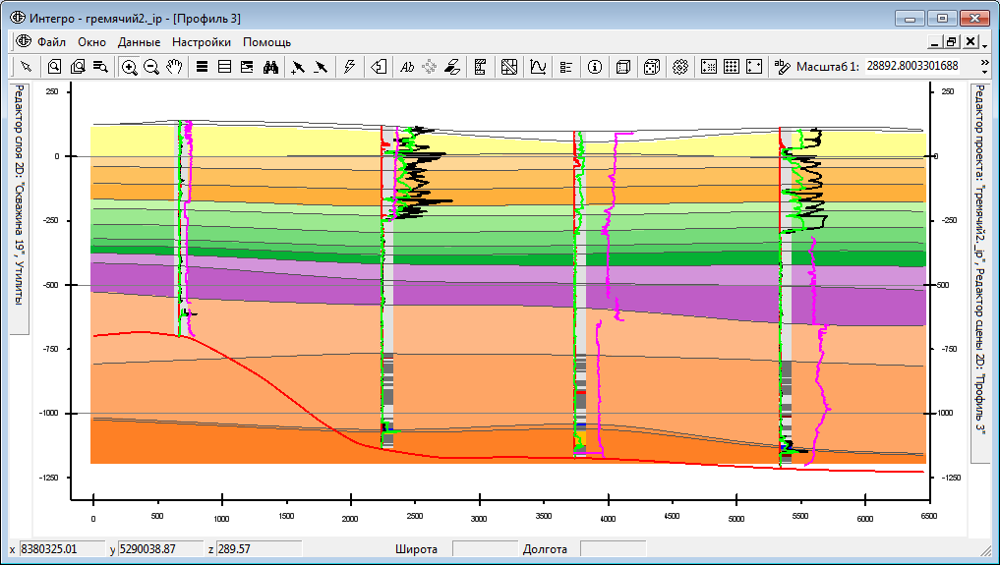 Интегро - гремячий2._ip - [Профиль 3]
Файл Окно Данные Настройки Помощь
Ab Масштаб 1: 28892.8003301688
Редактор слоя 2D: "Скважина 19", Утилиты
250
0
-250
-500
-750
-1000
-1250
0 500 1000 1500 2000 2500 3000 3500 4000 4500 5000 5500 6000 6500
250
0
-250
-500
-750
-1000
-1250
Редактор проекта: "гремячий2._ip", Редактор сцены 2D: "Профиль 3"
x 8380325.01 y 5290038.87 z 289.57 Широта Долгота